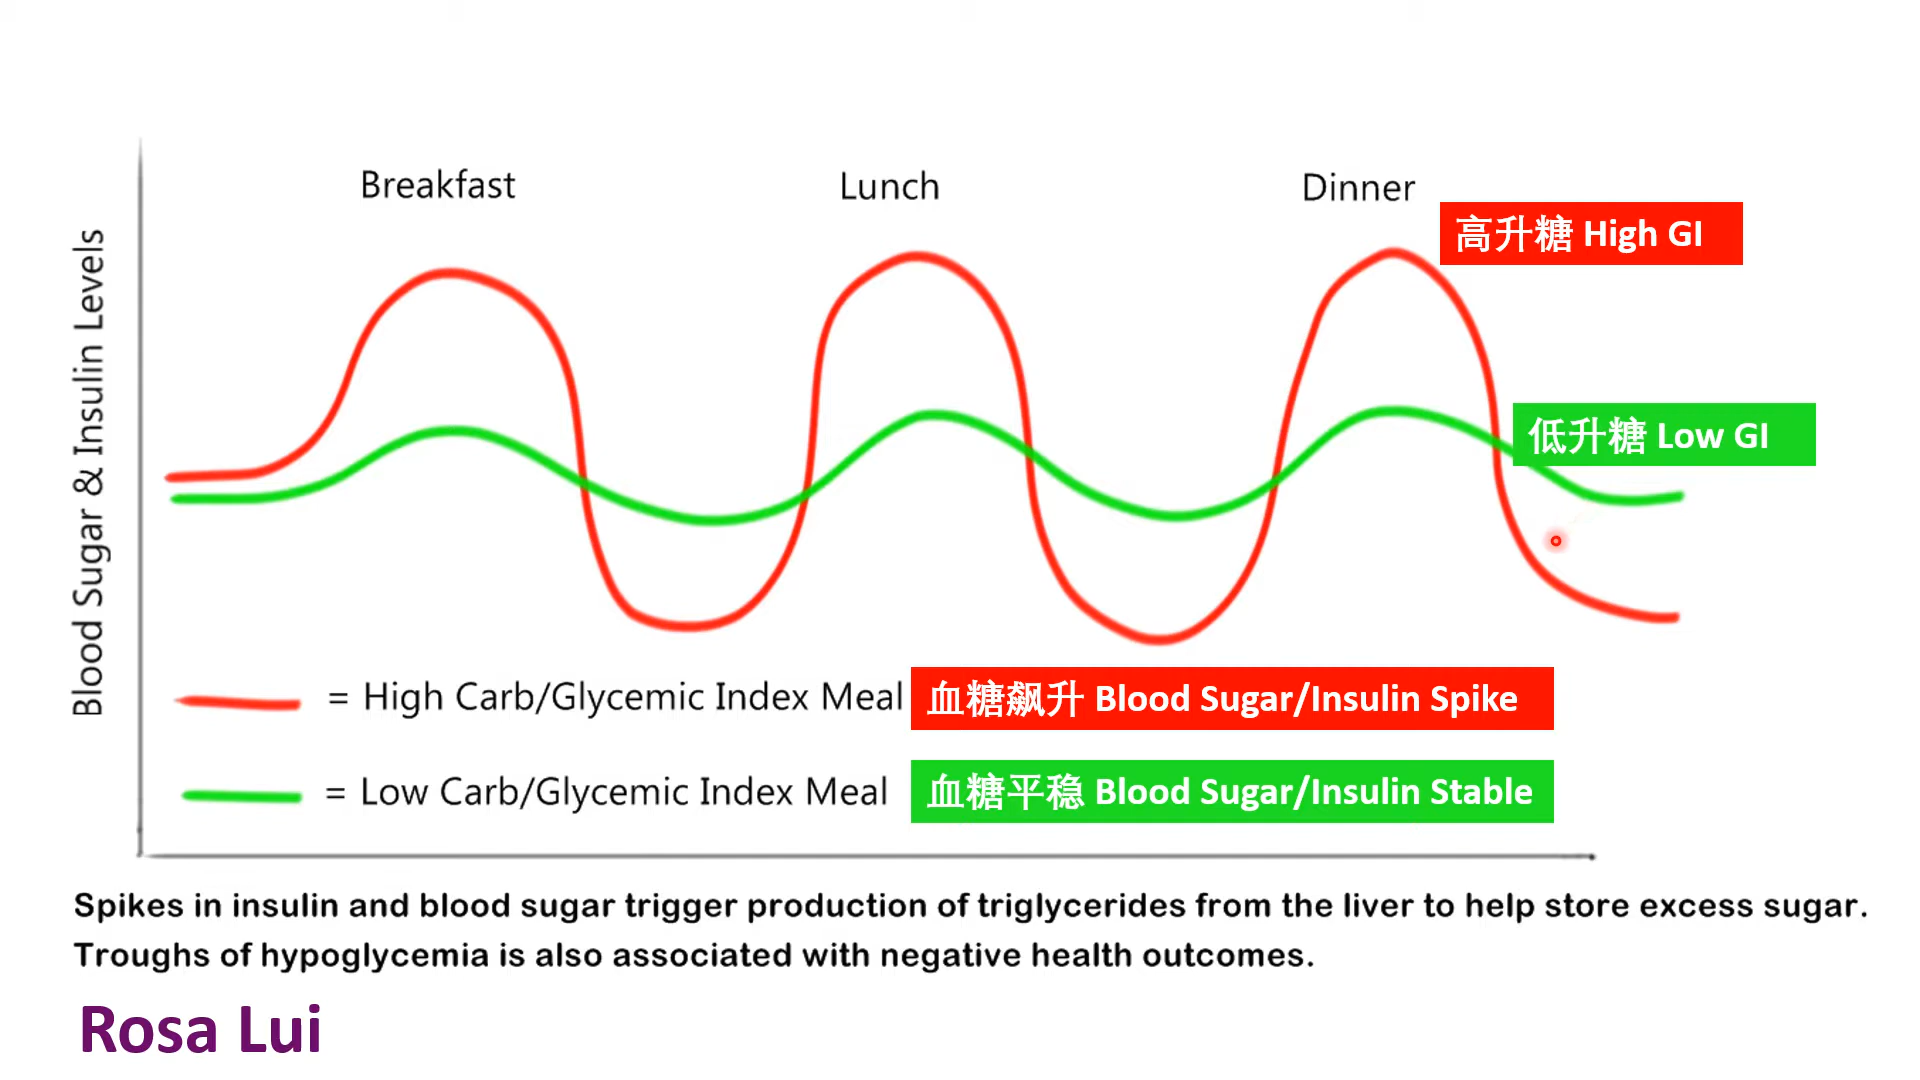 Breakfast
Lunch
Dinner
高升糖 High GI
低升糖 Low GI
Blood Sugar & Insulin Levels
= High Carb/Glycemic Index Meal
血糖飙升 Blood Sugar/Insulin Spike
= Low Carb/Glycemic Index Meal
血糖平稳 Blood Sugar/Insulin Stable
Spikes in insulin and blood sugar trigger production of triglycerides from the liver to help store excess sugar.
Troughs of hypoglycemia is also associated with negative health outcomes.
Rosa Lui